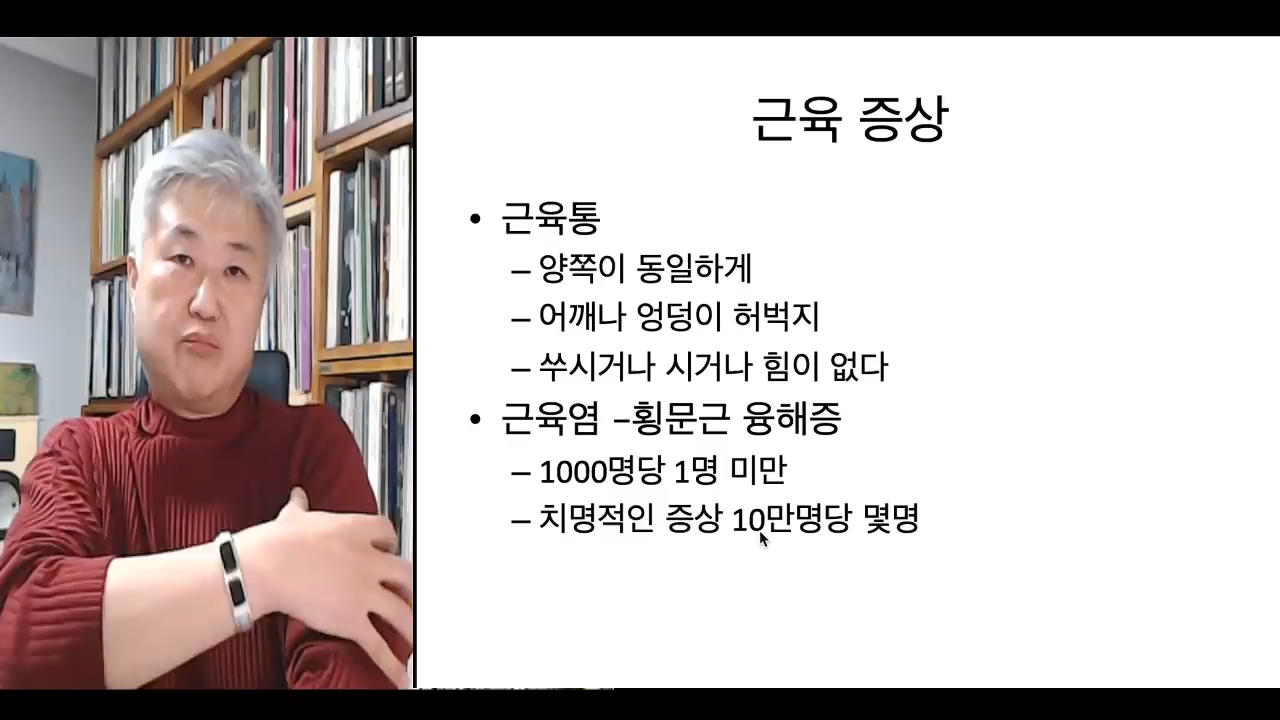 근육 증상
• 근육통
– 양쪽이 동일하게
– 어깨나 엉덩이 허벅지
– 쑤시거나 시거나 힘이 없다
• 근육염 –횡문근 융해증
– 1000명당 1명 미만
– 치명적인 증상 10만명당 몇명